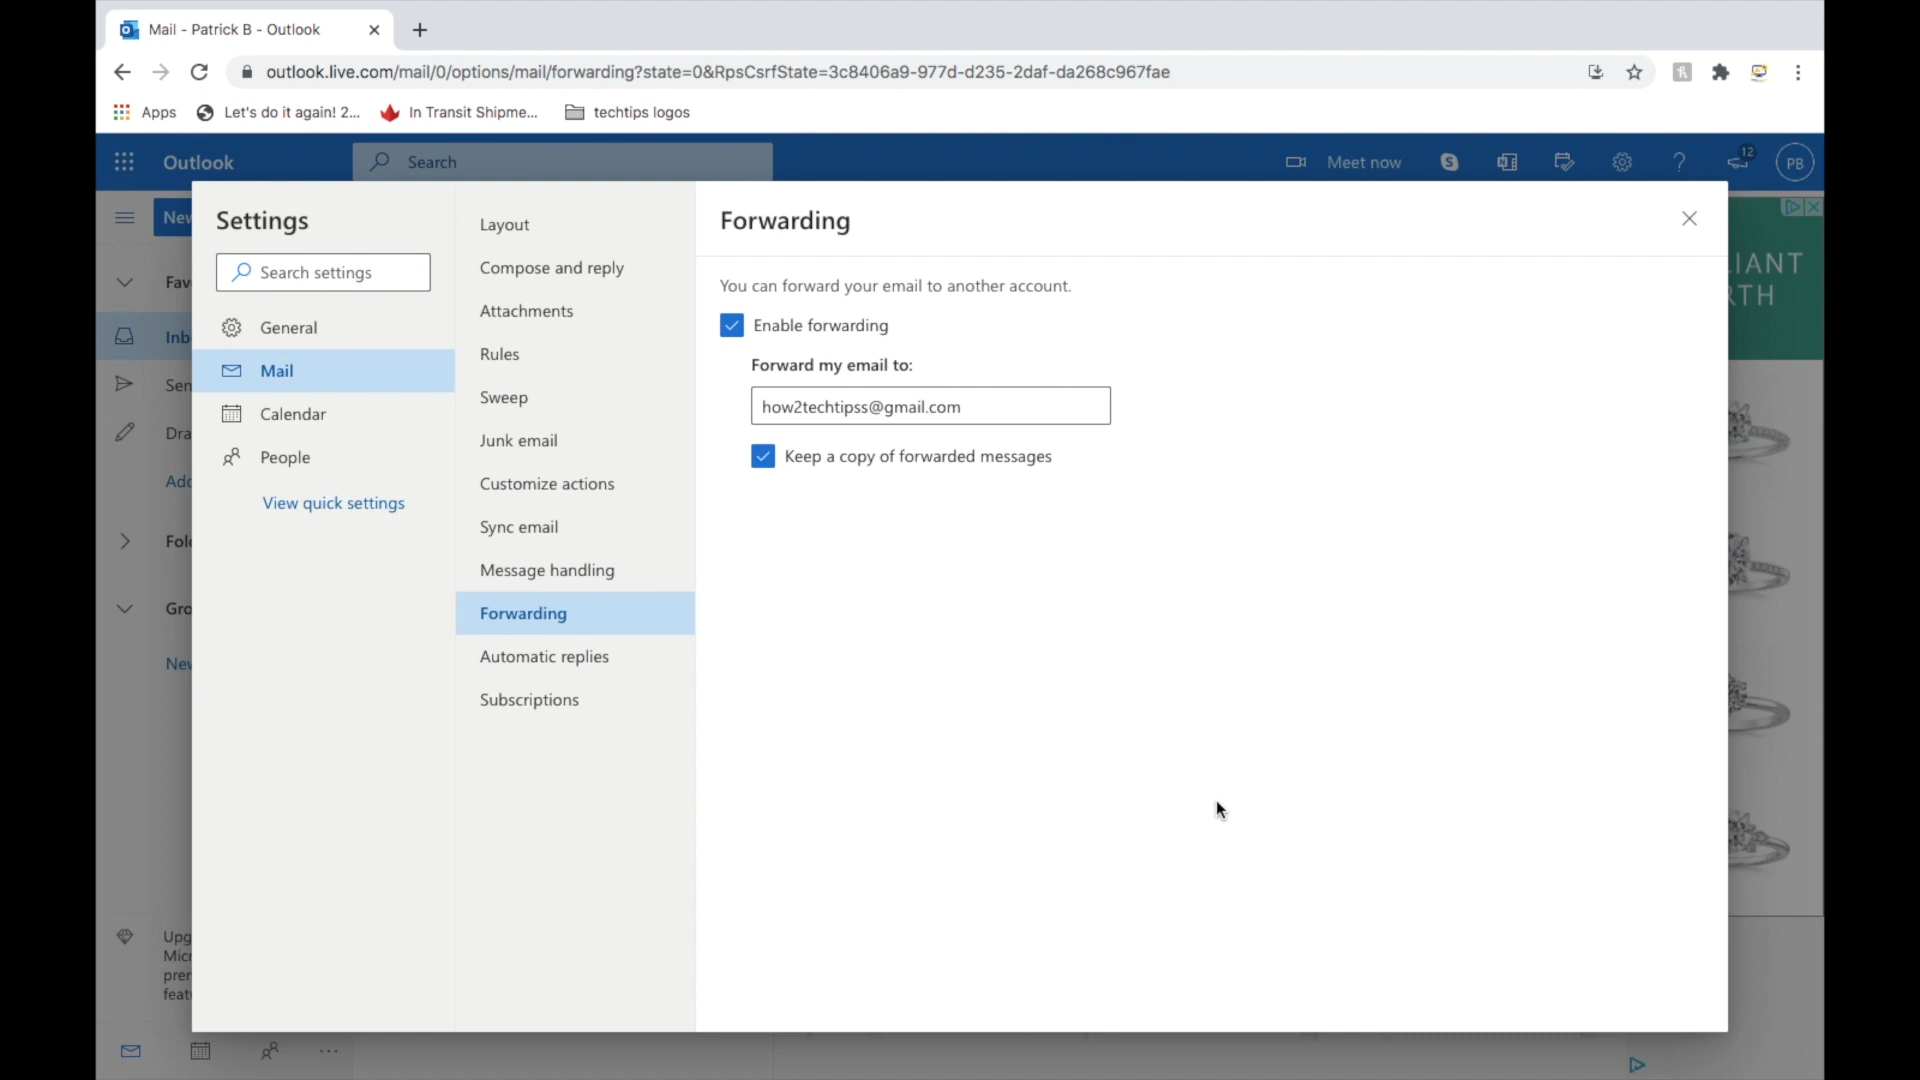 Mail - Patrick B - Outlook
outlook.live.com/mail/0/options/mail/forwarding?state=0&RpsCsrfState=3c8406a9-977d-d235-2daf-da268c967fae
Apps
Let's do it again! 2...
In Transit Shipme...
techtips logos
Outlook
Search
Meet now
12
PB
Settings
Search settings
General
Mail
Calendar
People
View quick settings
Layout
Compose and reply
Attachments
Rules
Sweep
Junk email
Customize actions
Sync email
Message handling
Forwarding
Automatic replies
Subscriptions
Forwarding
You can forward your email to another account.
Enable forwarding
Forward my email to:
how2techtipss@gmail.com
Keep a copy of forwarded messages